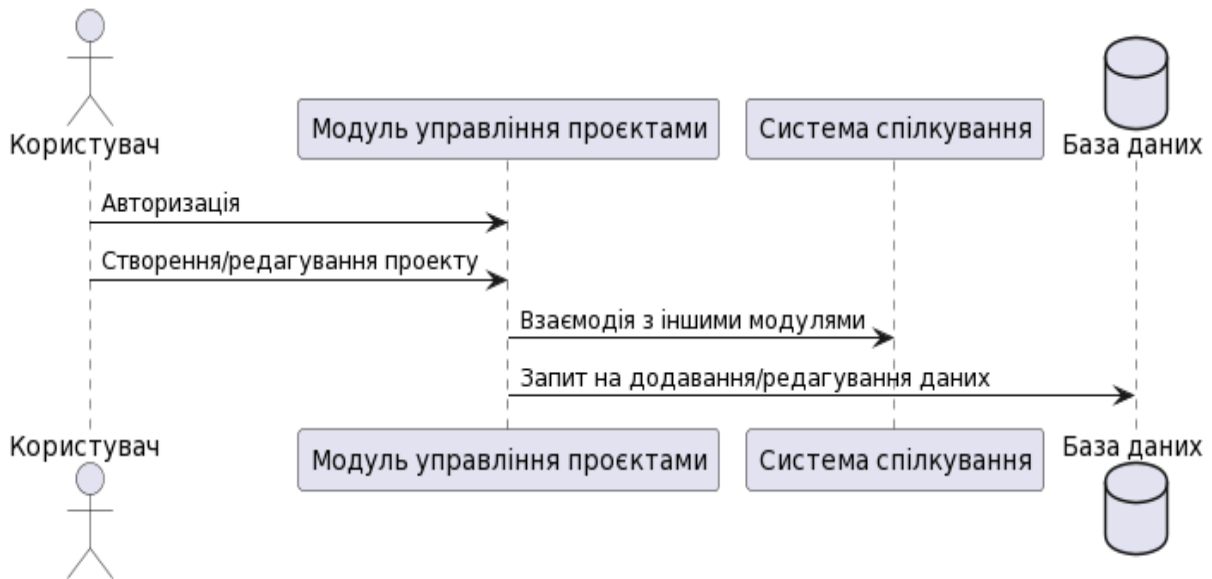 Користувач
Модуль управління проєктами
Система спілкування
База даних
Авторизація
Створення/редагування проекту
Взаємодія з іншими модулями
Запит на додавання/редагування даних
Користувач
Модуль управління проєктами
Система спілкування
База даних